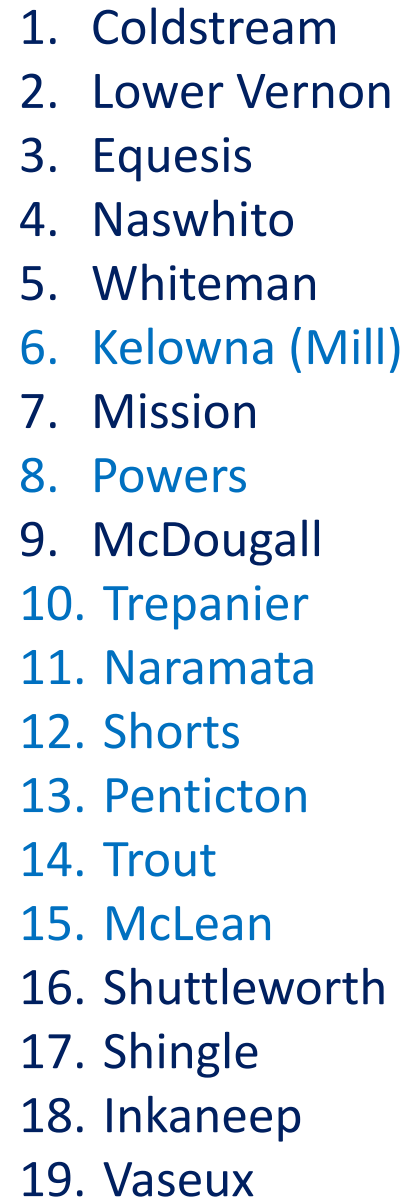 1. Coldstream
2. Lower Vernon
3. Equesis
4. Naswhito
5. Whiteman
6. Kelowna (Mill)
7. Mission
8. Powers
9. McDougall
10. Trepanier
11. Naramata
12. Shorts
13. Penticton
14. Trout
15. McLean
16. Shuttleworth
17. Shingle
18. Inkaneep
19. Vaseux